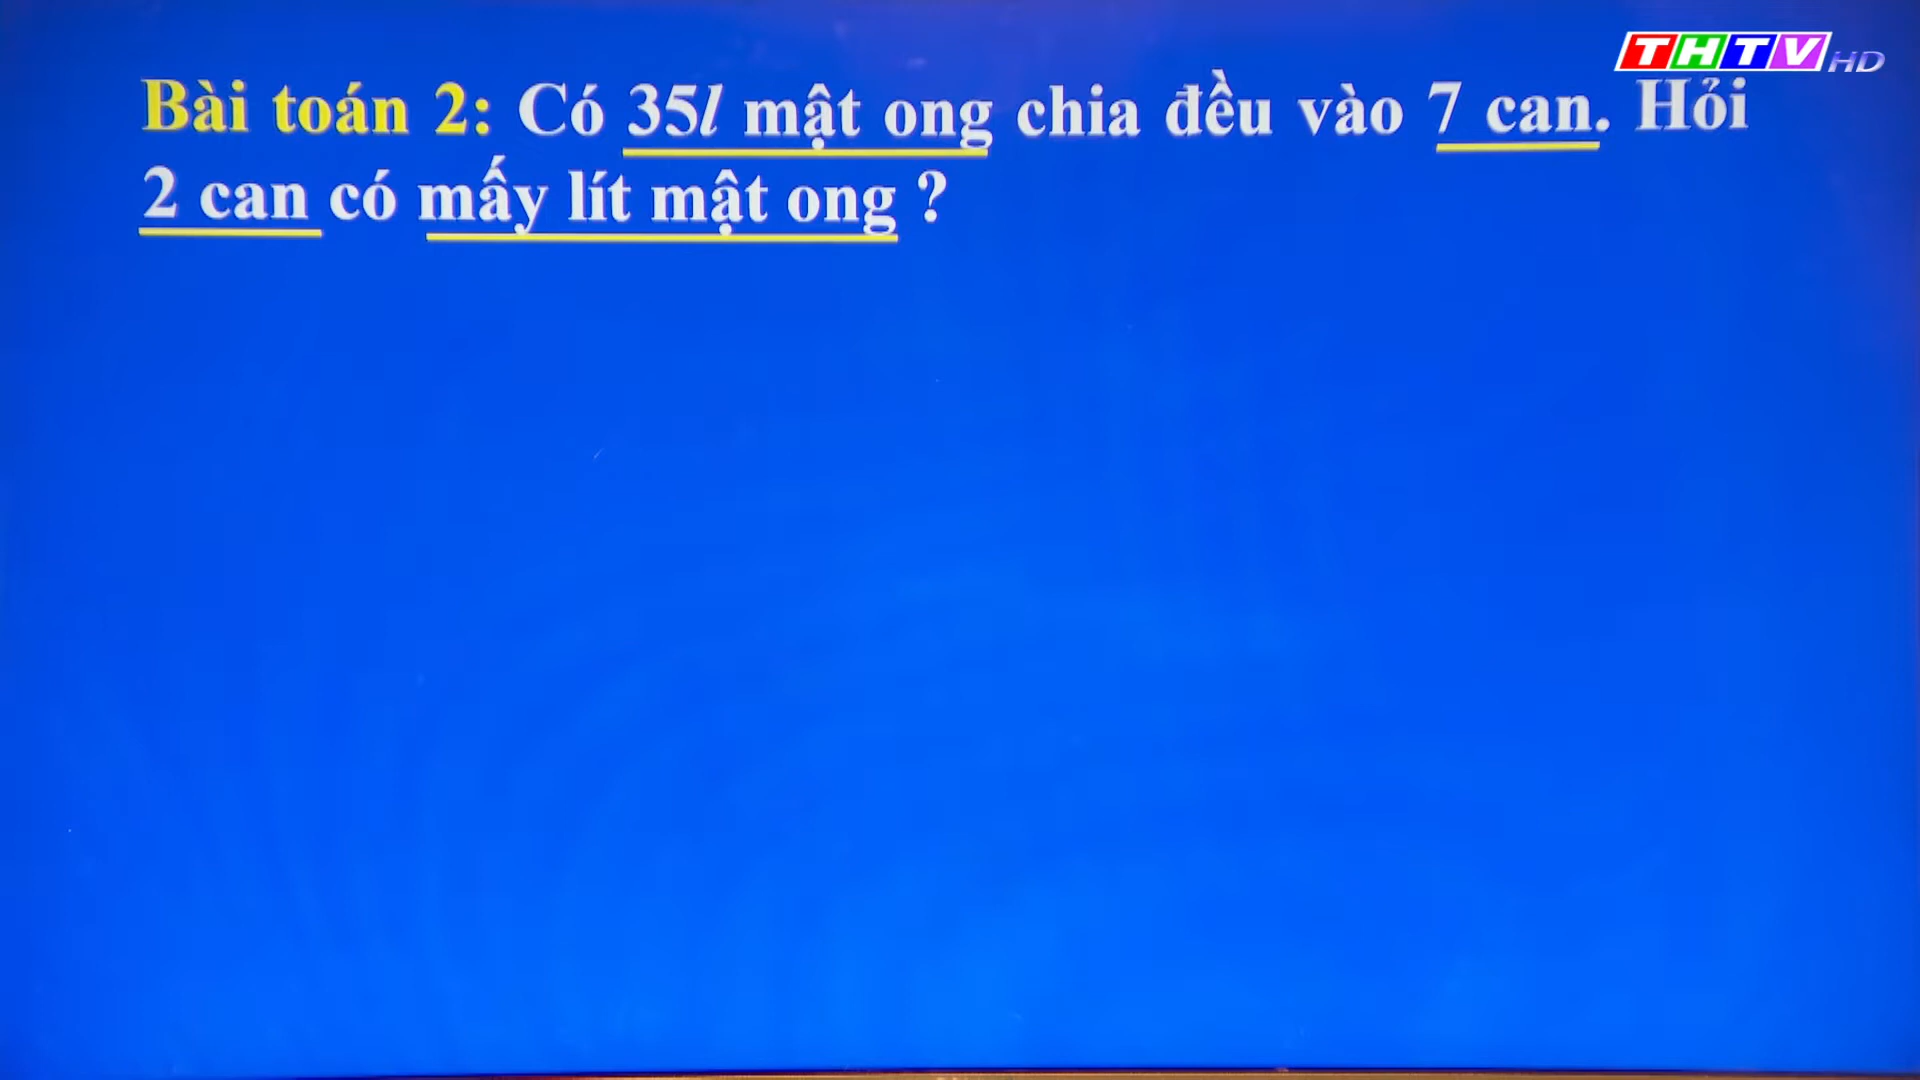 THTV HD
Bài toán 2: Có 35l mật ong chia đều vào 7 can. Hỏi
2 can có mấy lít mật ong ?